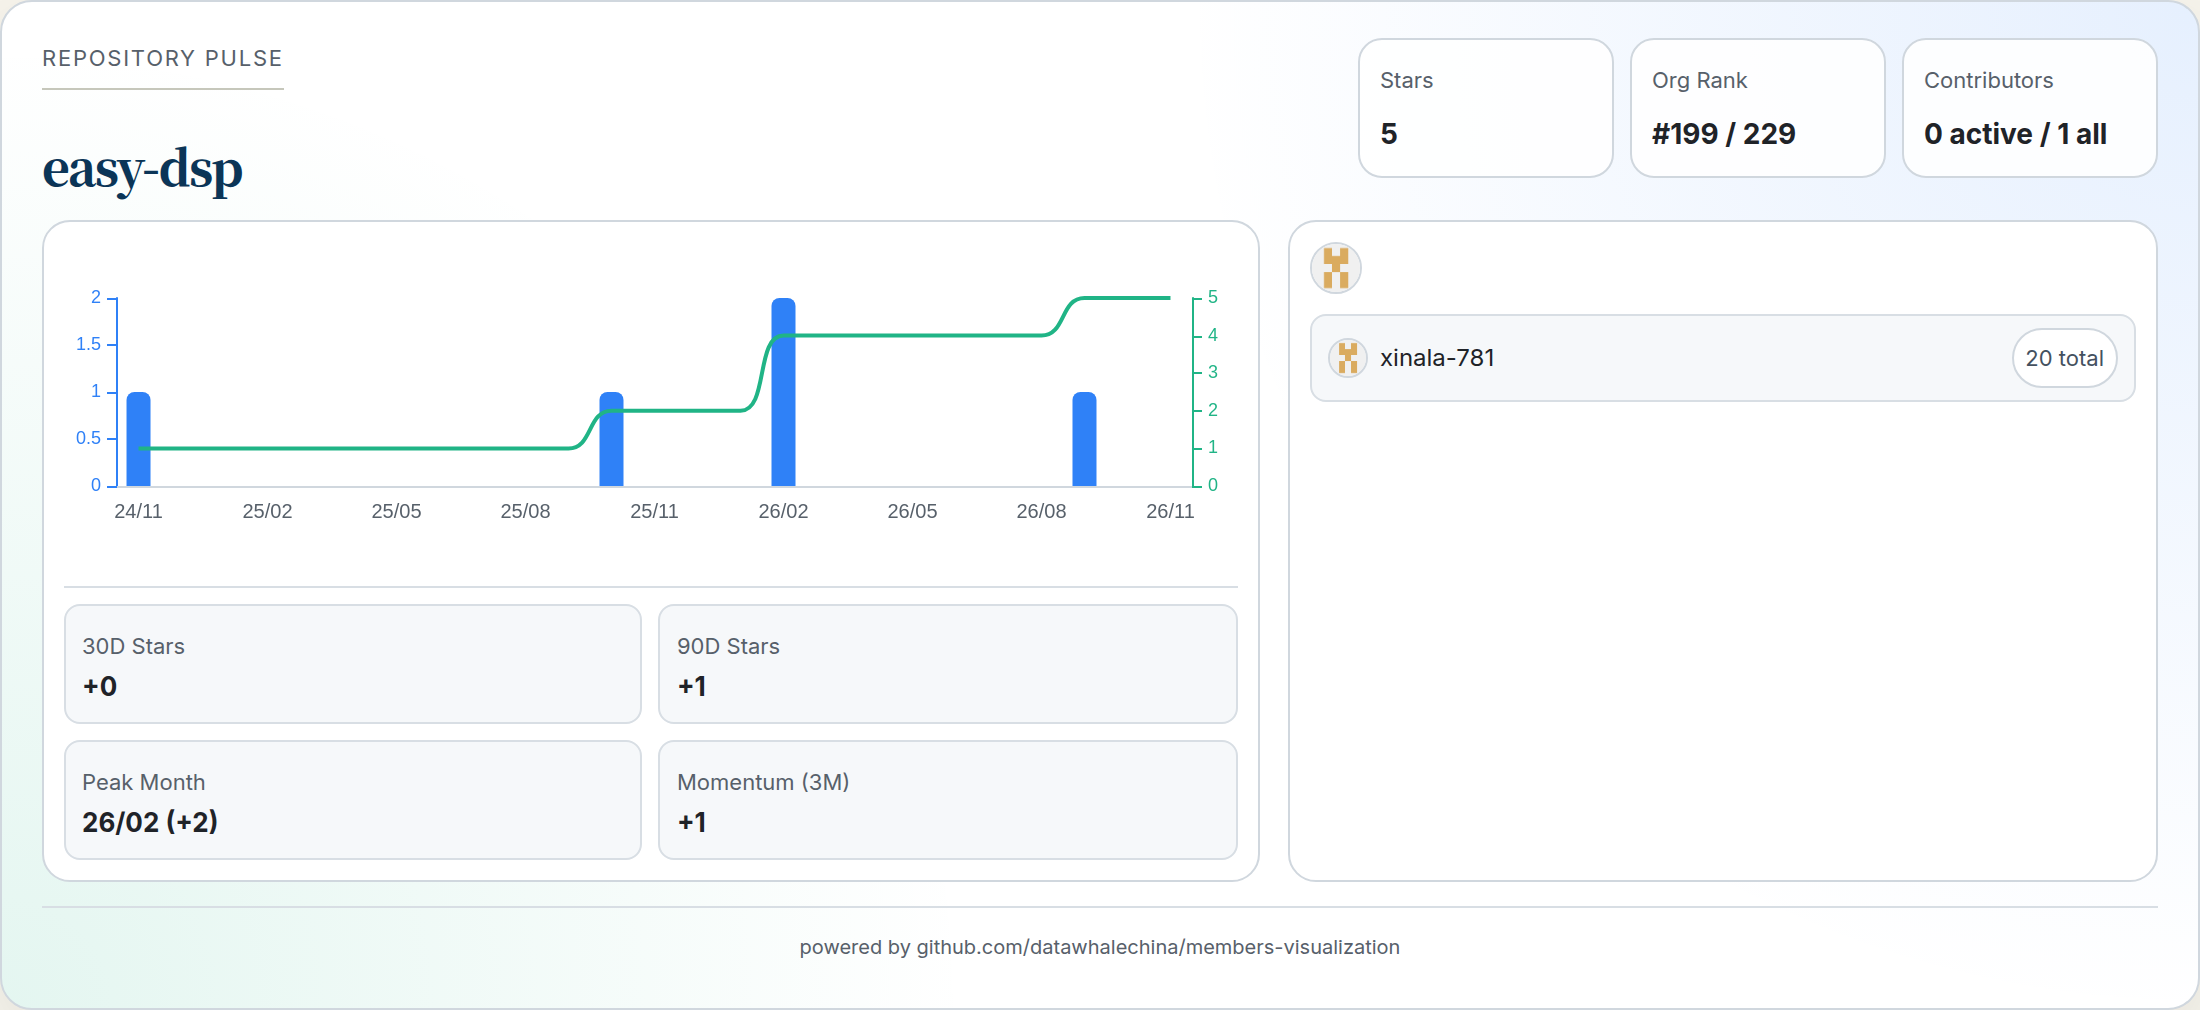 REPOSITORY PULSE
easy-dsp
Stars
5
Org Rank
#199 / 229
Contributors
0 active / 1 all
2
1.5
1
0.5
0
5
4
3
2
1
0
24/11 25/02 25/05 25/08 25/11 26/02 26/05 26/08 26/11
30D Stars
+0
90D Stars
+1
Peak Month
26/02 (+2)
Momentum (3M)
+1
xinala-781
20 total
powered by github.com/datawhalechina/members-visualization